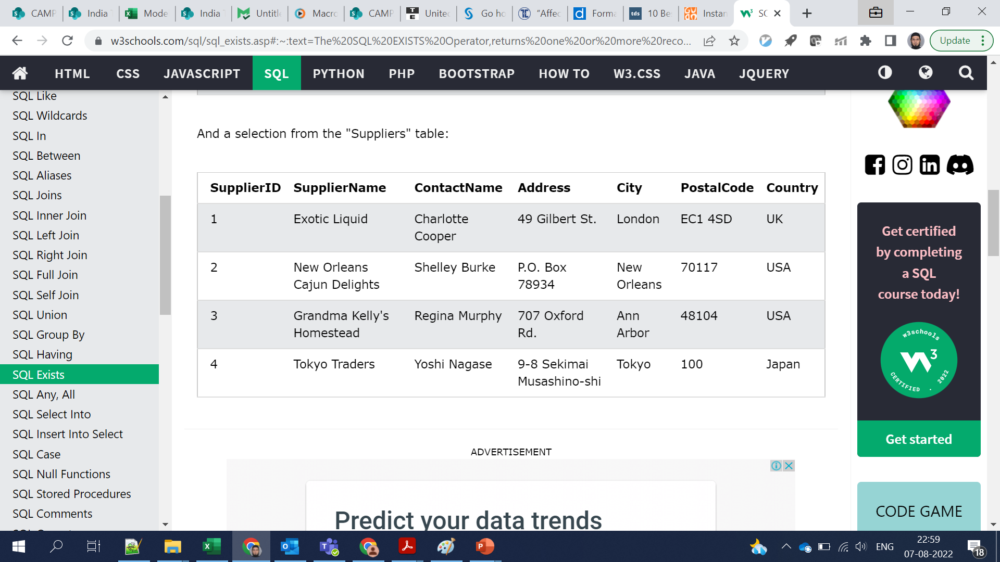 CAMP
India
Mode
India
Untitle
Macro
CAMP
TE
Unitec
Go ho
"Affec
Forma
tds
10 Be
Instan
SC
w3schools.com/sql/sql_exists.asp#:~:text=The%20SQL%20EXISTS%20Operator,returns%20one%20or%20more%20reco...
Update
HTML CSS JAVASCRIPT SQL PYTHON PHP BOOTSTRAP HOW TO W3.CSS JAVA JQUERY
SQL Like
SQL Wildcards
SQL In
SQL Between
SQL Aliases
SQL Joins
SQL Inner Join
SQL Left Join
SQL Right Join
SQL Full Join
SQL Self Join
SQL Union
SQL Group By
SQL Having
SQL Exists
SQL Any, All
SQL Select Into
SQL Insert Into Select
SQL Case
SQL Null Functions
SQL Stored Procedures
SQL Comments
And a selection from the "Suppliers" table:
SupplierID SupplierName ContactName Address City PostalCode Country
1 Exotic Liquid Charlotte Cooper 49 Gilbert St. London EC1 4SD UK
2 New Orleans Cajun Delights Shelley Burke P.O. Box 78934 New Orleans 70117 USA
3 Grandma Kelly's Homestead Regina Murphy 707 Oxford Rd. Ann Arbor 48104 USA
4 Tokyo Traders Yoshi Nagase 9-8 Sekimai Musashino-shi Tokyo 100 Japan
ADVERTISEMENT
Predict your data trends
Get certified
by completing
a SQL
course today!
w3schools
W3
CERTIFIED . 2022
Get started
CODE GAME
ENG
22:59
07-08-2022
18